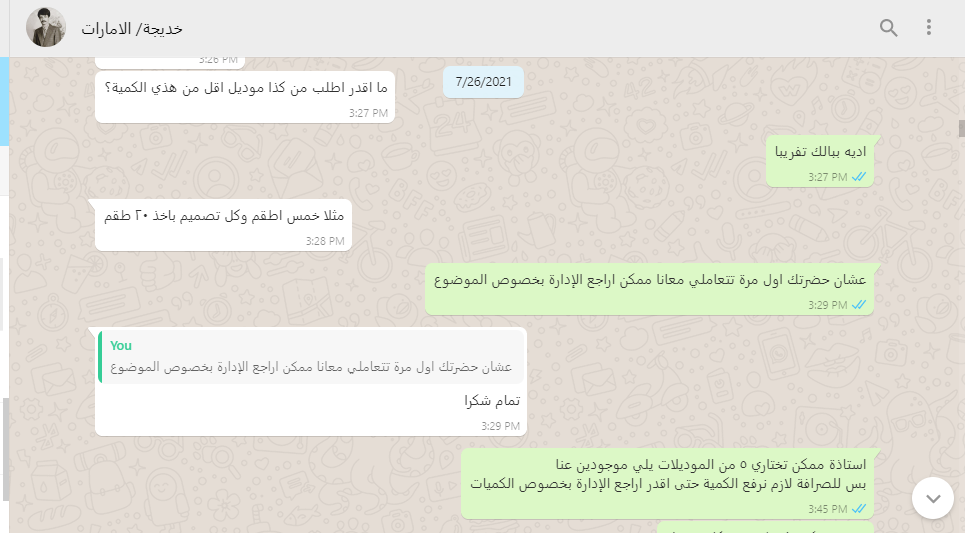 خديجة/ الامارات
3:26 PM
7/26/2021
ما اقدر اطلب من كذا موديل اقل من هذي الكمية؟
3:27 PM
اديه ببالك تقريبا
3:27 PM
مثلا خمس اطقم وكل تصميم باخذ ٢٠ طقم
3:28 PM
عشان حضرتك اول مرة تتعاملي معانا ممكن اراجع الإدارة بخصوص الموضوع
3:29 PM
You
عشان حضرتك اول مرة تتعاملي معانا ممكن اراجع الإدارة بخصوص الموضوع
تمام شكرا
3:29 PM
استاذة ممكن تختاري ٥ من الموديلات يلي موجودين عنا
بس للصرافة لازم نرفع الكمية حتى اقدر اراجع الإدارة بخصوص الكميات
3:45 PM